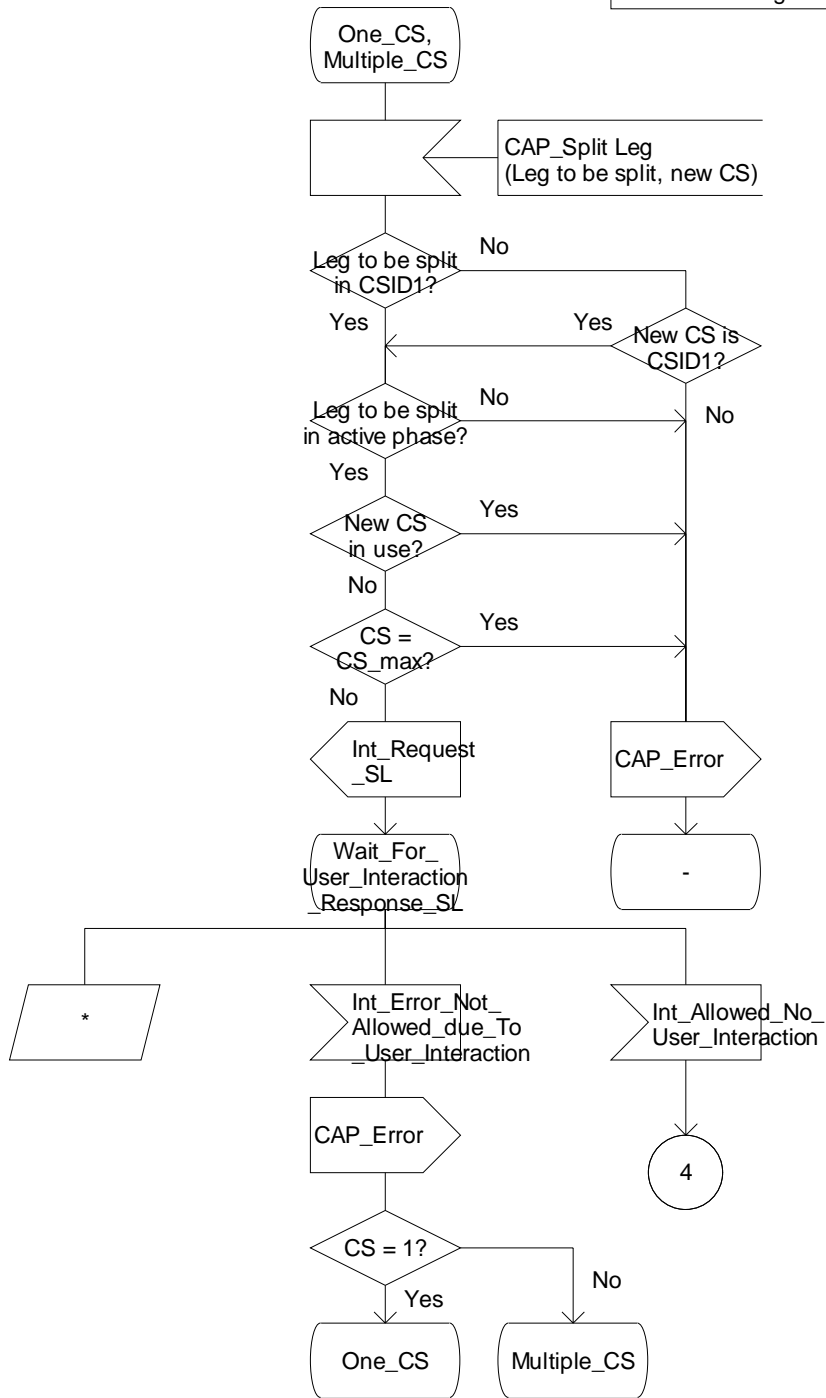 One_CS,
Multiple_CS
CAP_Split Leg
(Leg to be split, new CS)
Leg to be split
in CSID1?
No
Yes
Yes
New CS is
CSID1?
Leg to be split
in active phase?
No
No
Yes
New CS
in use?
Yes
No
CS =
CS_max?
Yes
No
Int_Request
_SL
CAP_Error
Wait_For_
User_Interaction
_Response_SL
-
*
Int_Error_Not_
Allowed_due_To
_User_Interaction
Int_Allowed_No_
User_Interaction
CAP_Error
4
CS = 1?
No
Yes
One_CS
Multiple_CS